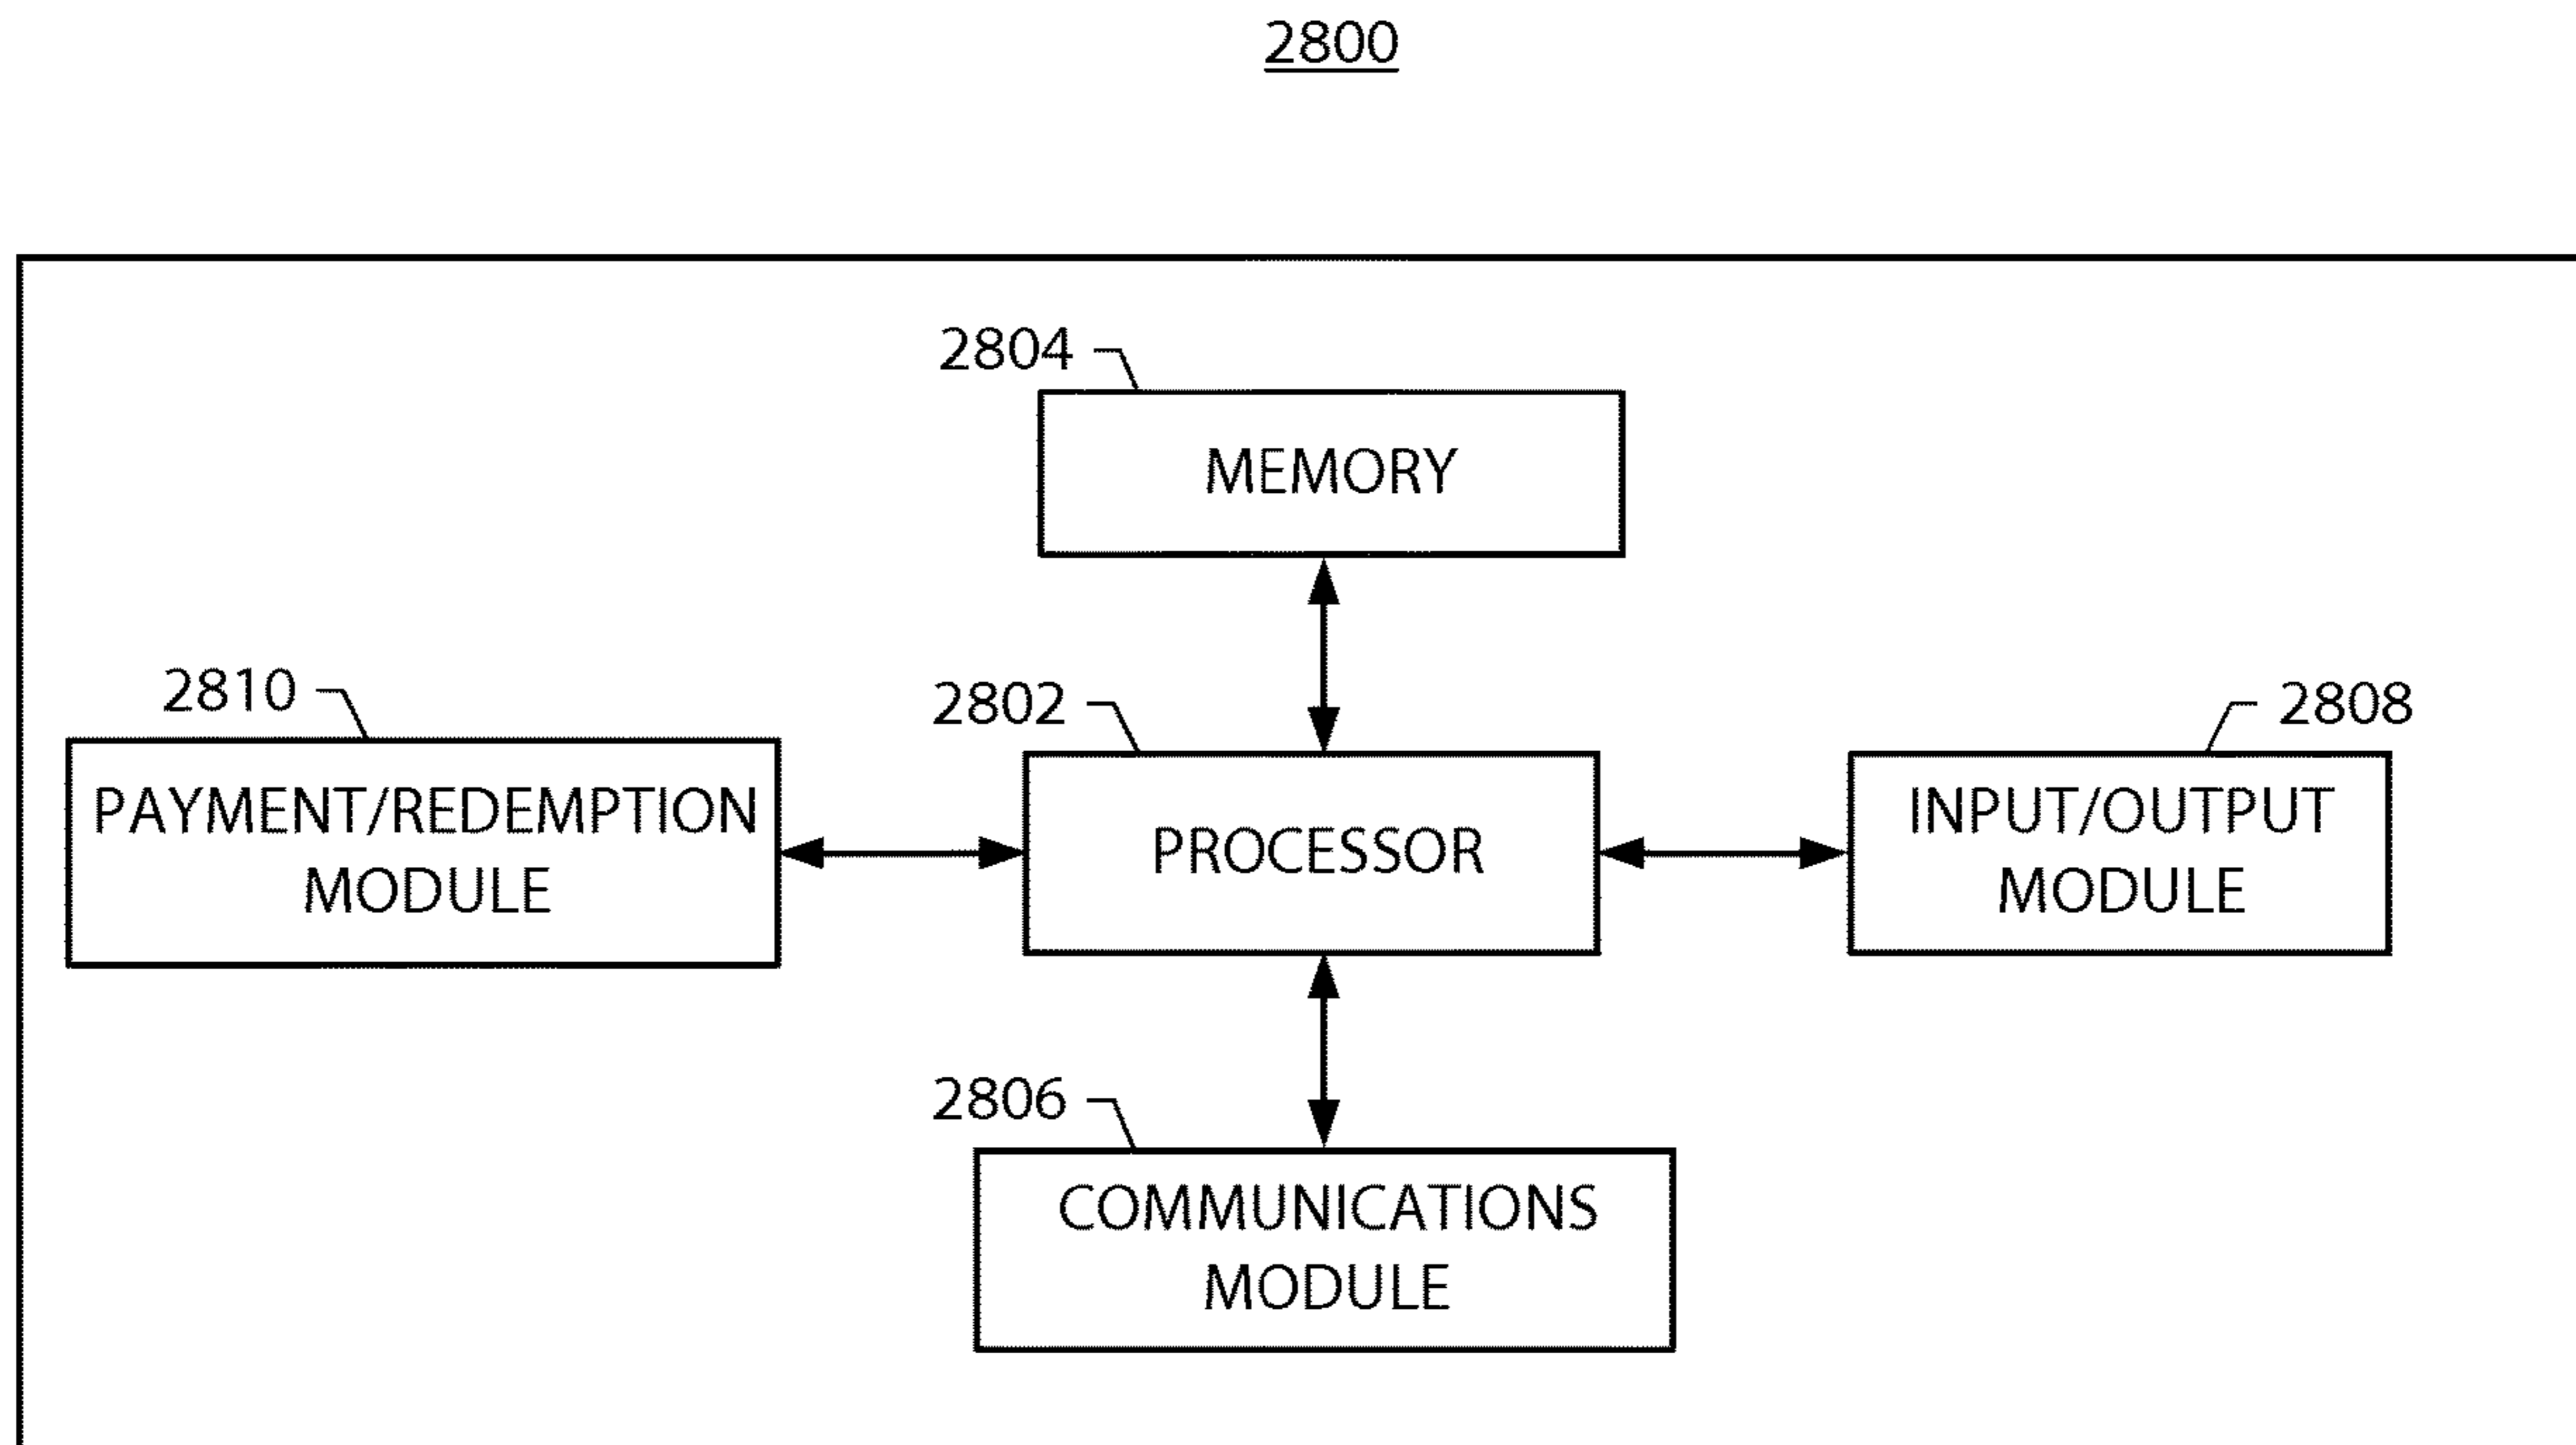 2800
2804
MEMORY
2810
2802
2808
PAYMENT/REDEMPTION
MODULE
PROCESSOR
INPUT/OUTPUT
MODULE
2806
COMMUNICATIONS
MODULE